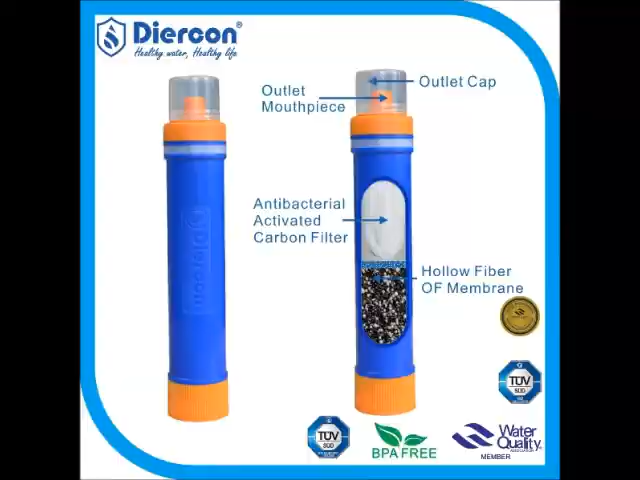 Diercon®
Healthy water, Healthy life
Outlet Cap
Outlet
Mouthpiece
Antibacterial
Activated
Carbon Filter
Hollow Fiber
OF Membrane
Diercon
TÜV
SÜD
TÜV
SÜD
BPA FREE
Water
Quality
MEMBER